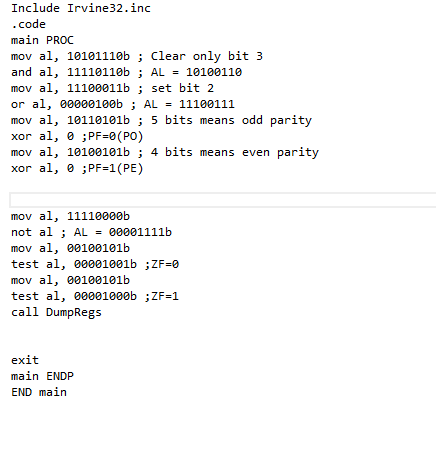 Include Irvine32.inc
.code
main PROC
mov al, 10101110b ; Clear only bit 3
and al, 11110110b ; AL = 10100110
mov al, 11100011b ; set bit 2
or al, 00000100b ; AL = 11100111
mov al, 10110101b ; 5 bits means odd parity
xor al, 0 ;PF=0(PO)
mov al, 10100101b ; 4 bits means even parity
xor al, 0 ;PF=1(PE)
mov al, 11110000b
not al ; AL = 00001111b
mov al, 00100101b
test al, 00001001b ;ZF=0
mov al, 00100101b
test al, 00001000b ;ZF=1
call DumpRegs
exit
main ENDP
END main